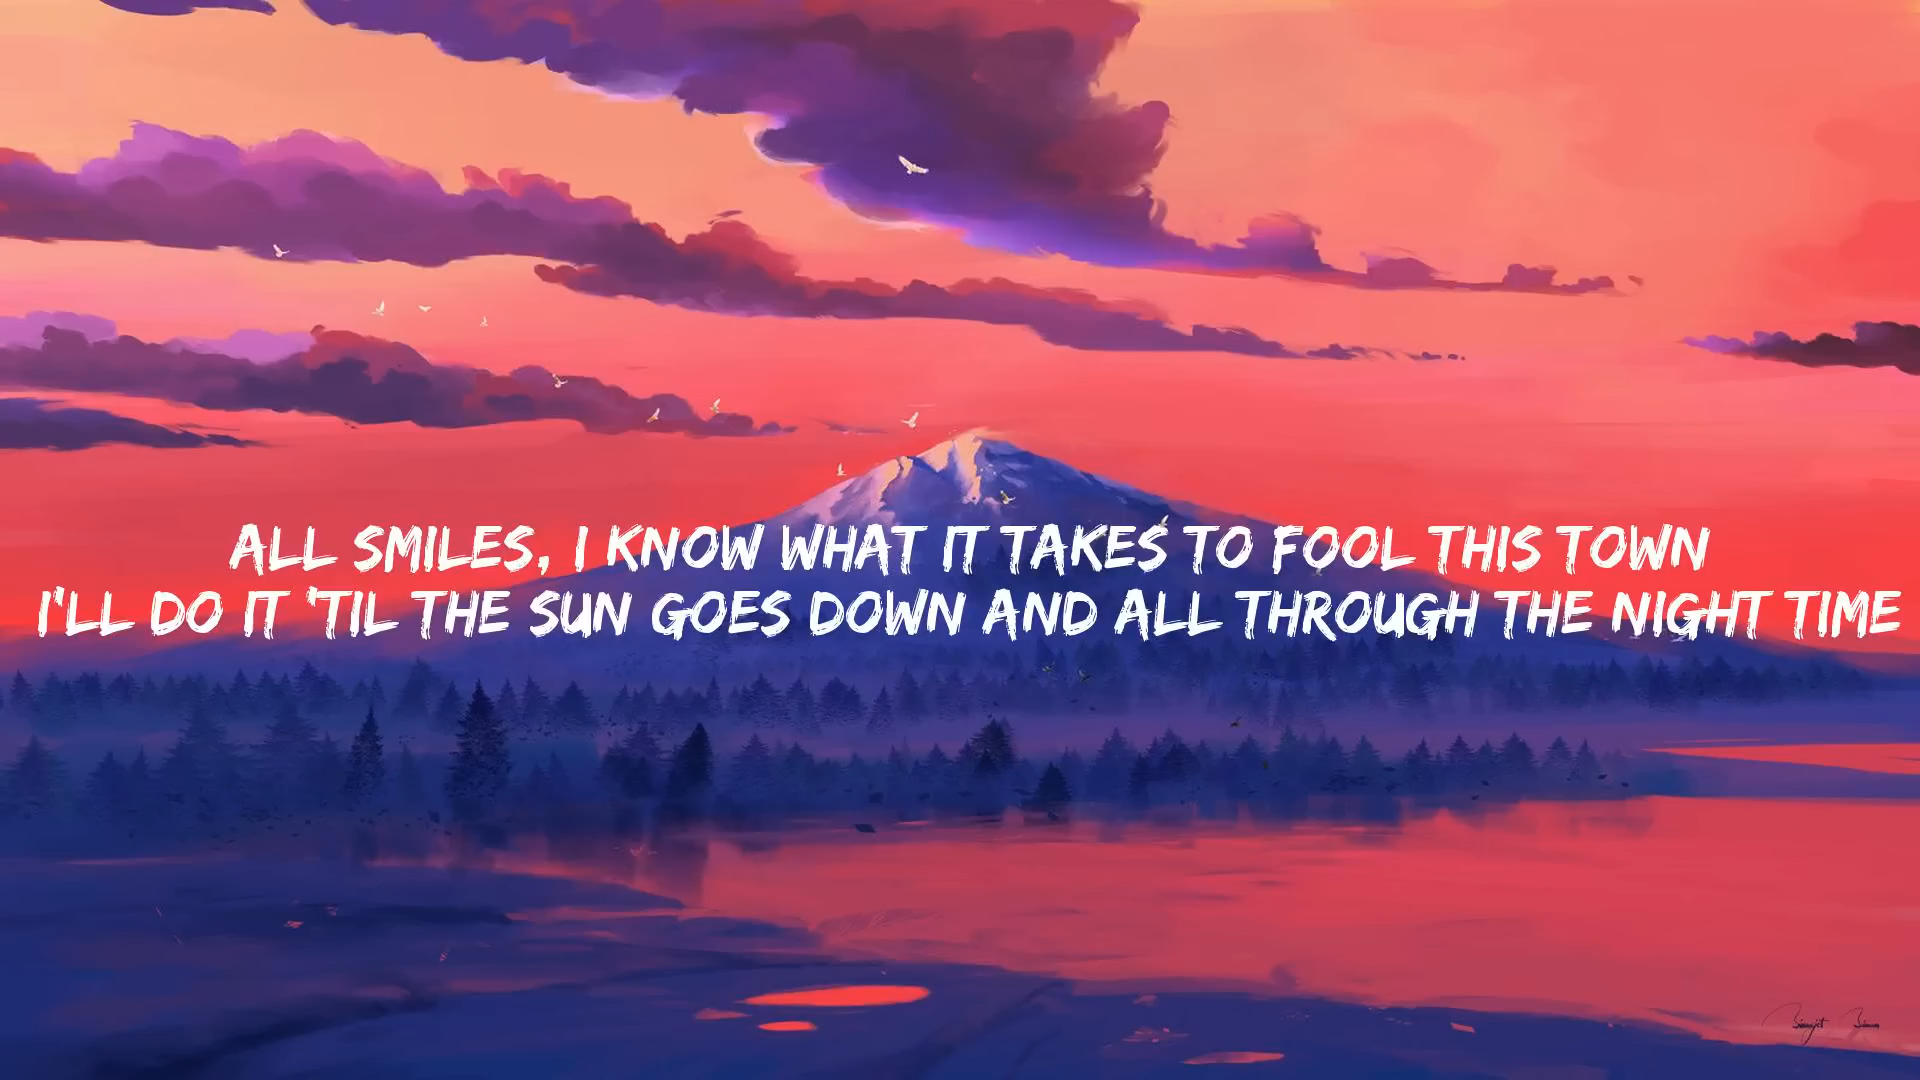 ALL SMILES, I KNOW WHAT IT TAKES TO FOOL THIS TOWN
I'LL DO IT 'TIL THE SUN GOES DOWN AND ALL THROUGH THE NIGHT TIME